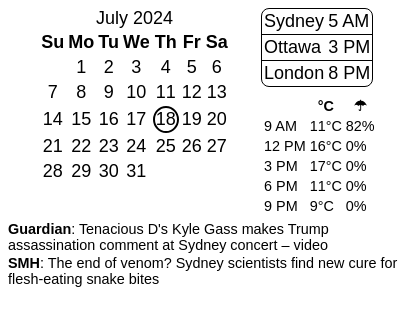 July 2024
Su Mo Tu We Th Fr Sa
1 2 3 4 5 6
7 8 9 10 11 12 13
14 15 16 17 18 19 20
21 22 23 24 25 26 27
28 29 30 31
Sydney 5 AM
Ottawa 3 PM
London 8 PM
°C ☂
9 AM 11°C 82%
12 PM 16°C 0%
3 PM 17°C 0%
6 PM 11°C 0%
9 PM 9°C 0%
Guardian: Tenacious D's Kyle Gass makes Trump
assassination comment at Sydney concert – video
SMH: The end of venom? Sydney scientists find new cure for
flesh-eating snake bites